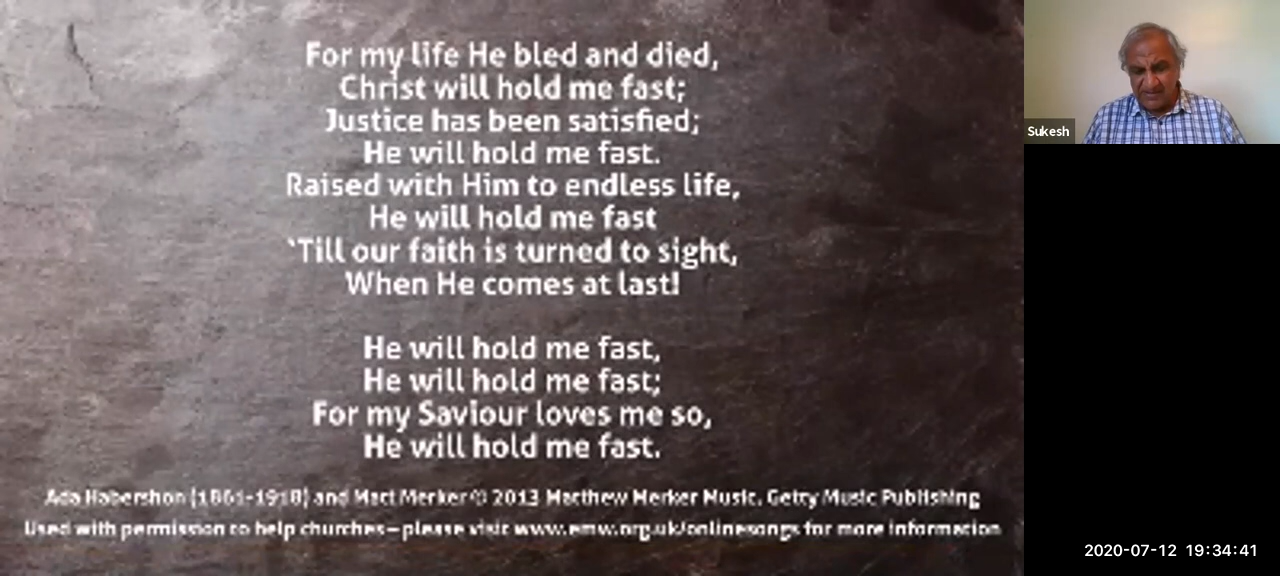 For my life He bled and died,
Christ will hold me fast;
Justice has been satisfied;
He will hold me fast.
Raised with Him to endless life,
He will hold me fast
‘Till our faith is turned to sight,
When He comes at last!
He will hold me fast,
He will hold me fast;
For my Saviour loves me so,
He will hold me fast.
Ada Habershon (1861-1918) and Matt Merker © 2013 Matthew Merker Music, Getty Music Publishing
Used with permission to help churches – please visit www.emw.org.uk/onlinesongs for more information
Sukesh
2020-07-12 19:34:41